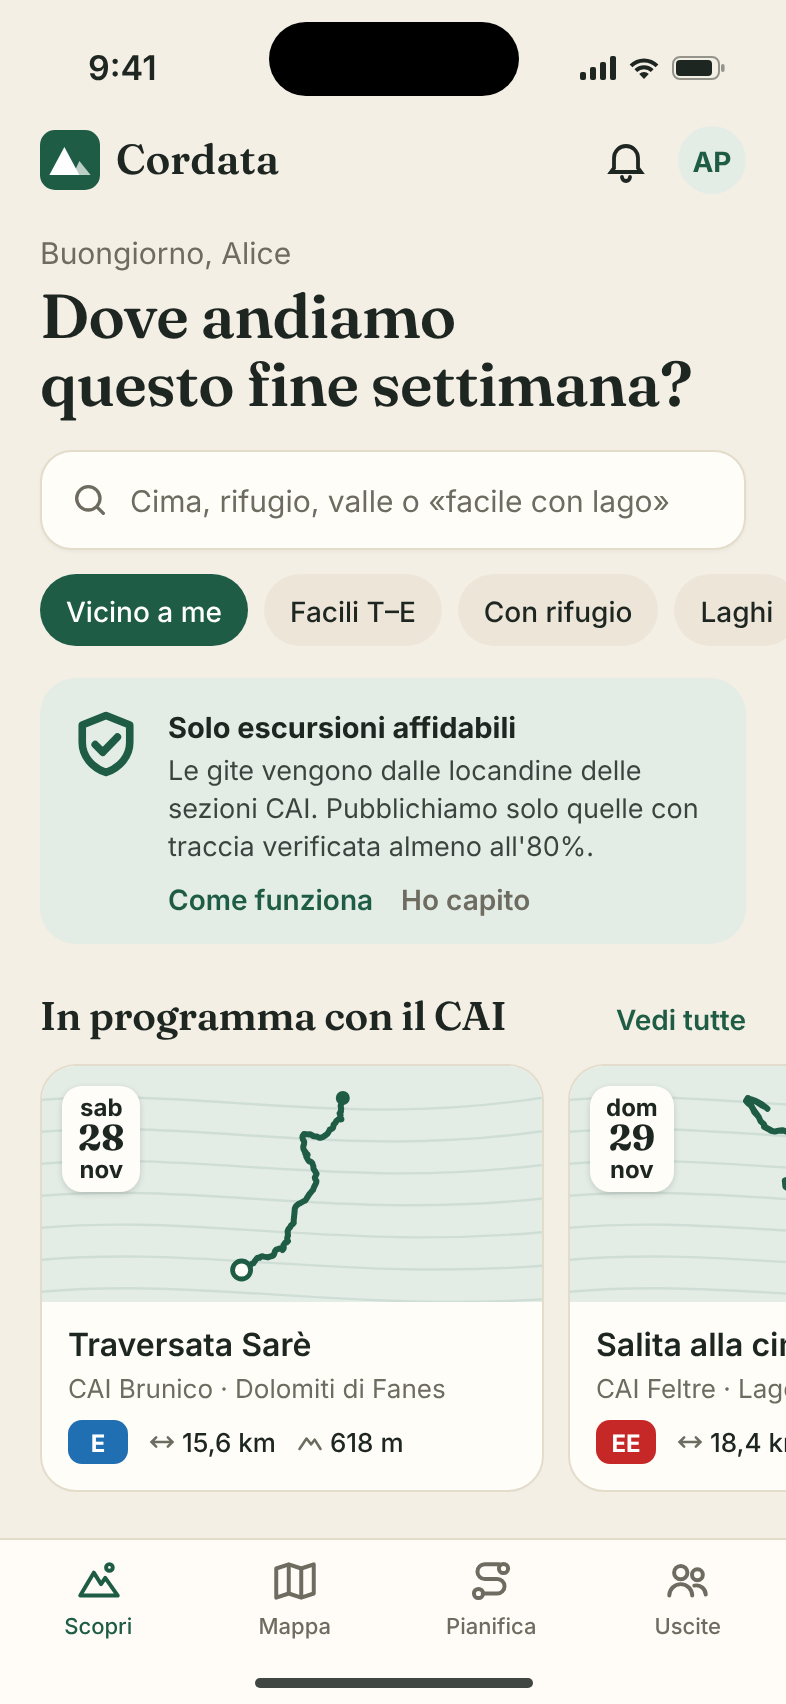 9:41
Cordata
AP
Buongiorno, Alice
Dove andiamo
questo fine settimana?
Cima, rifugio, valle o «facile con lago»
Vicino a me
Facili T–E
Con rifugio
Laghi
Solo escursioni affidabili
Le gite vengono dalle locandine delle
sezioni CAI. Pubblichiamo solo quelle con
traccia verificata almeno all'80%.
Come funziona
Ho capito
In programma con il CAI
Vedi tutte
sab
28
nov
Traversata Sarè
CAI Brunico · Dolomiti di Fanes
E
15,6 km
618 m
dom
29
nov
Salita alla
CAI Feltre ·
EE
18,4
Scopri
Mappa
Pianifica
Uscite